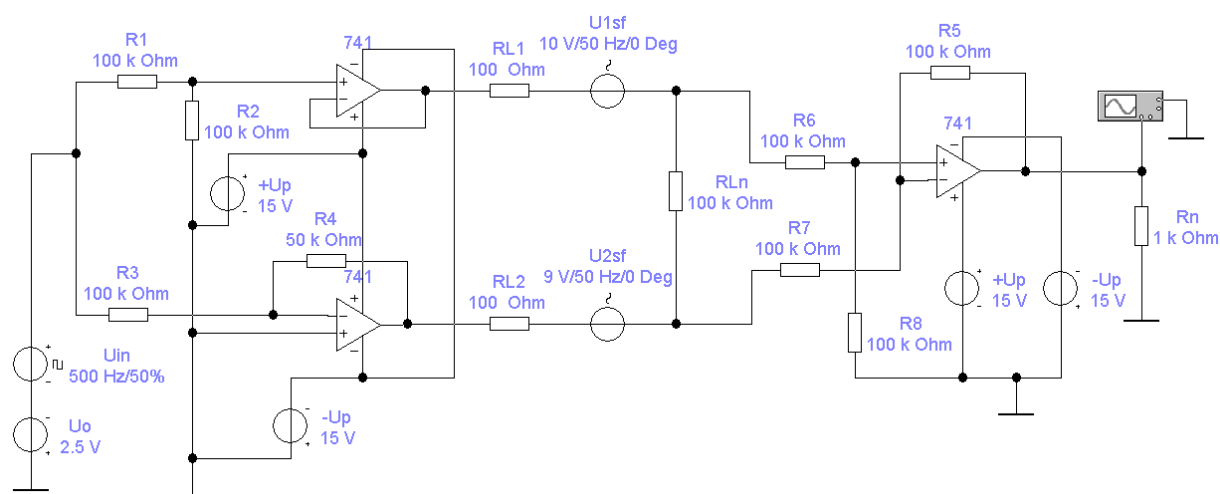 U1sf
10 V/50 Hz/0 Deg
R1
100 k Ohm
741
RL1
100 Ohm
R5
100 k Ohm
R2
100 k Ohm
R6
100 k Ohm
741
+Up
15 V
RLn
100 k Ohm
R4
50 k Ohm
Rn
1 k Ohm
R7
100 k Ohm
U2sf
9 V/50 Hz/0 Deg
R3
100 k Ohm
741
RL2
100 Ohm
+Up
15 V
-Up
15 V
R8
100 k Ohm
Uin
500 Hz/50%
Uo
2.5 V
-Up
15 V